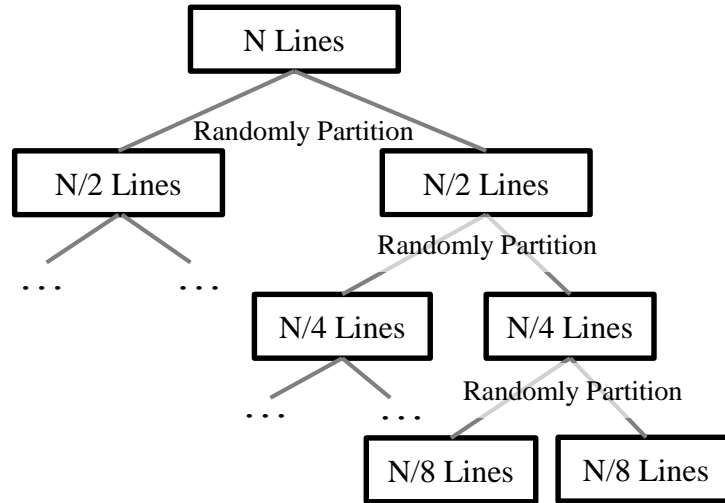 N Lines
Randomly Partition
N/2 Lines
N/2 Lines
Randomly Partition
...
...
N/4 Lines
N/4 Lines
Randomly Partition
...
...
N/8 Lines
N/8 Lines